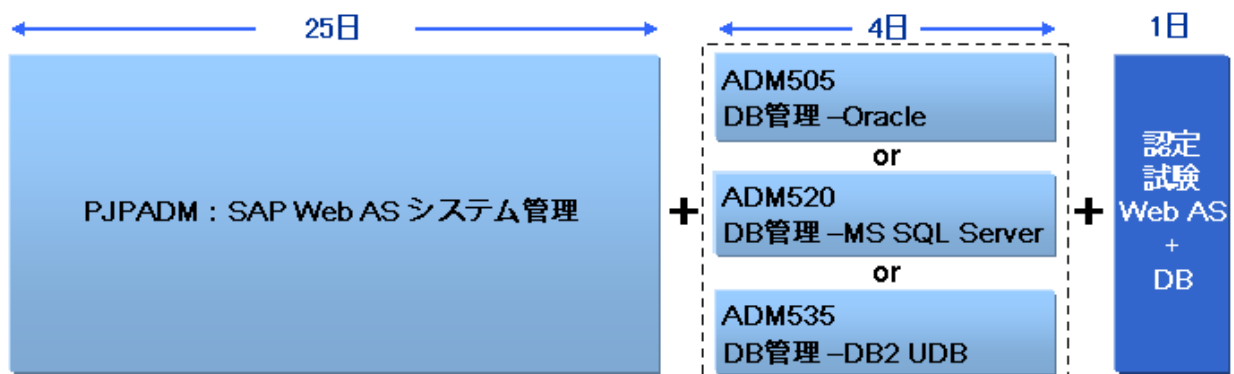 25日
4日
1日
PJPADM：SAP Web AS システム管理
+
ADM505
DB管理 –Oracle
or
ADM520
DB管理 –MS SQL Server
or
ADM535
DB管理 –DB2 UDB
+
認定
試験
Web AS
+
DB